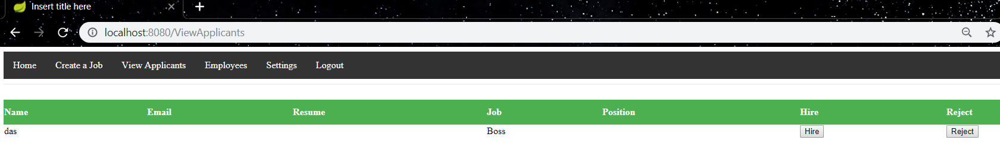 Insert title here
localhost:8080/ViewApplicants
Home Create a Job View Applicants Employees Settings Logout
Name Email Resume Job Position Hire Reject
das Boss Hire Reject